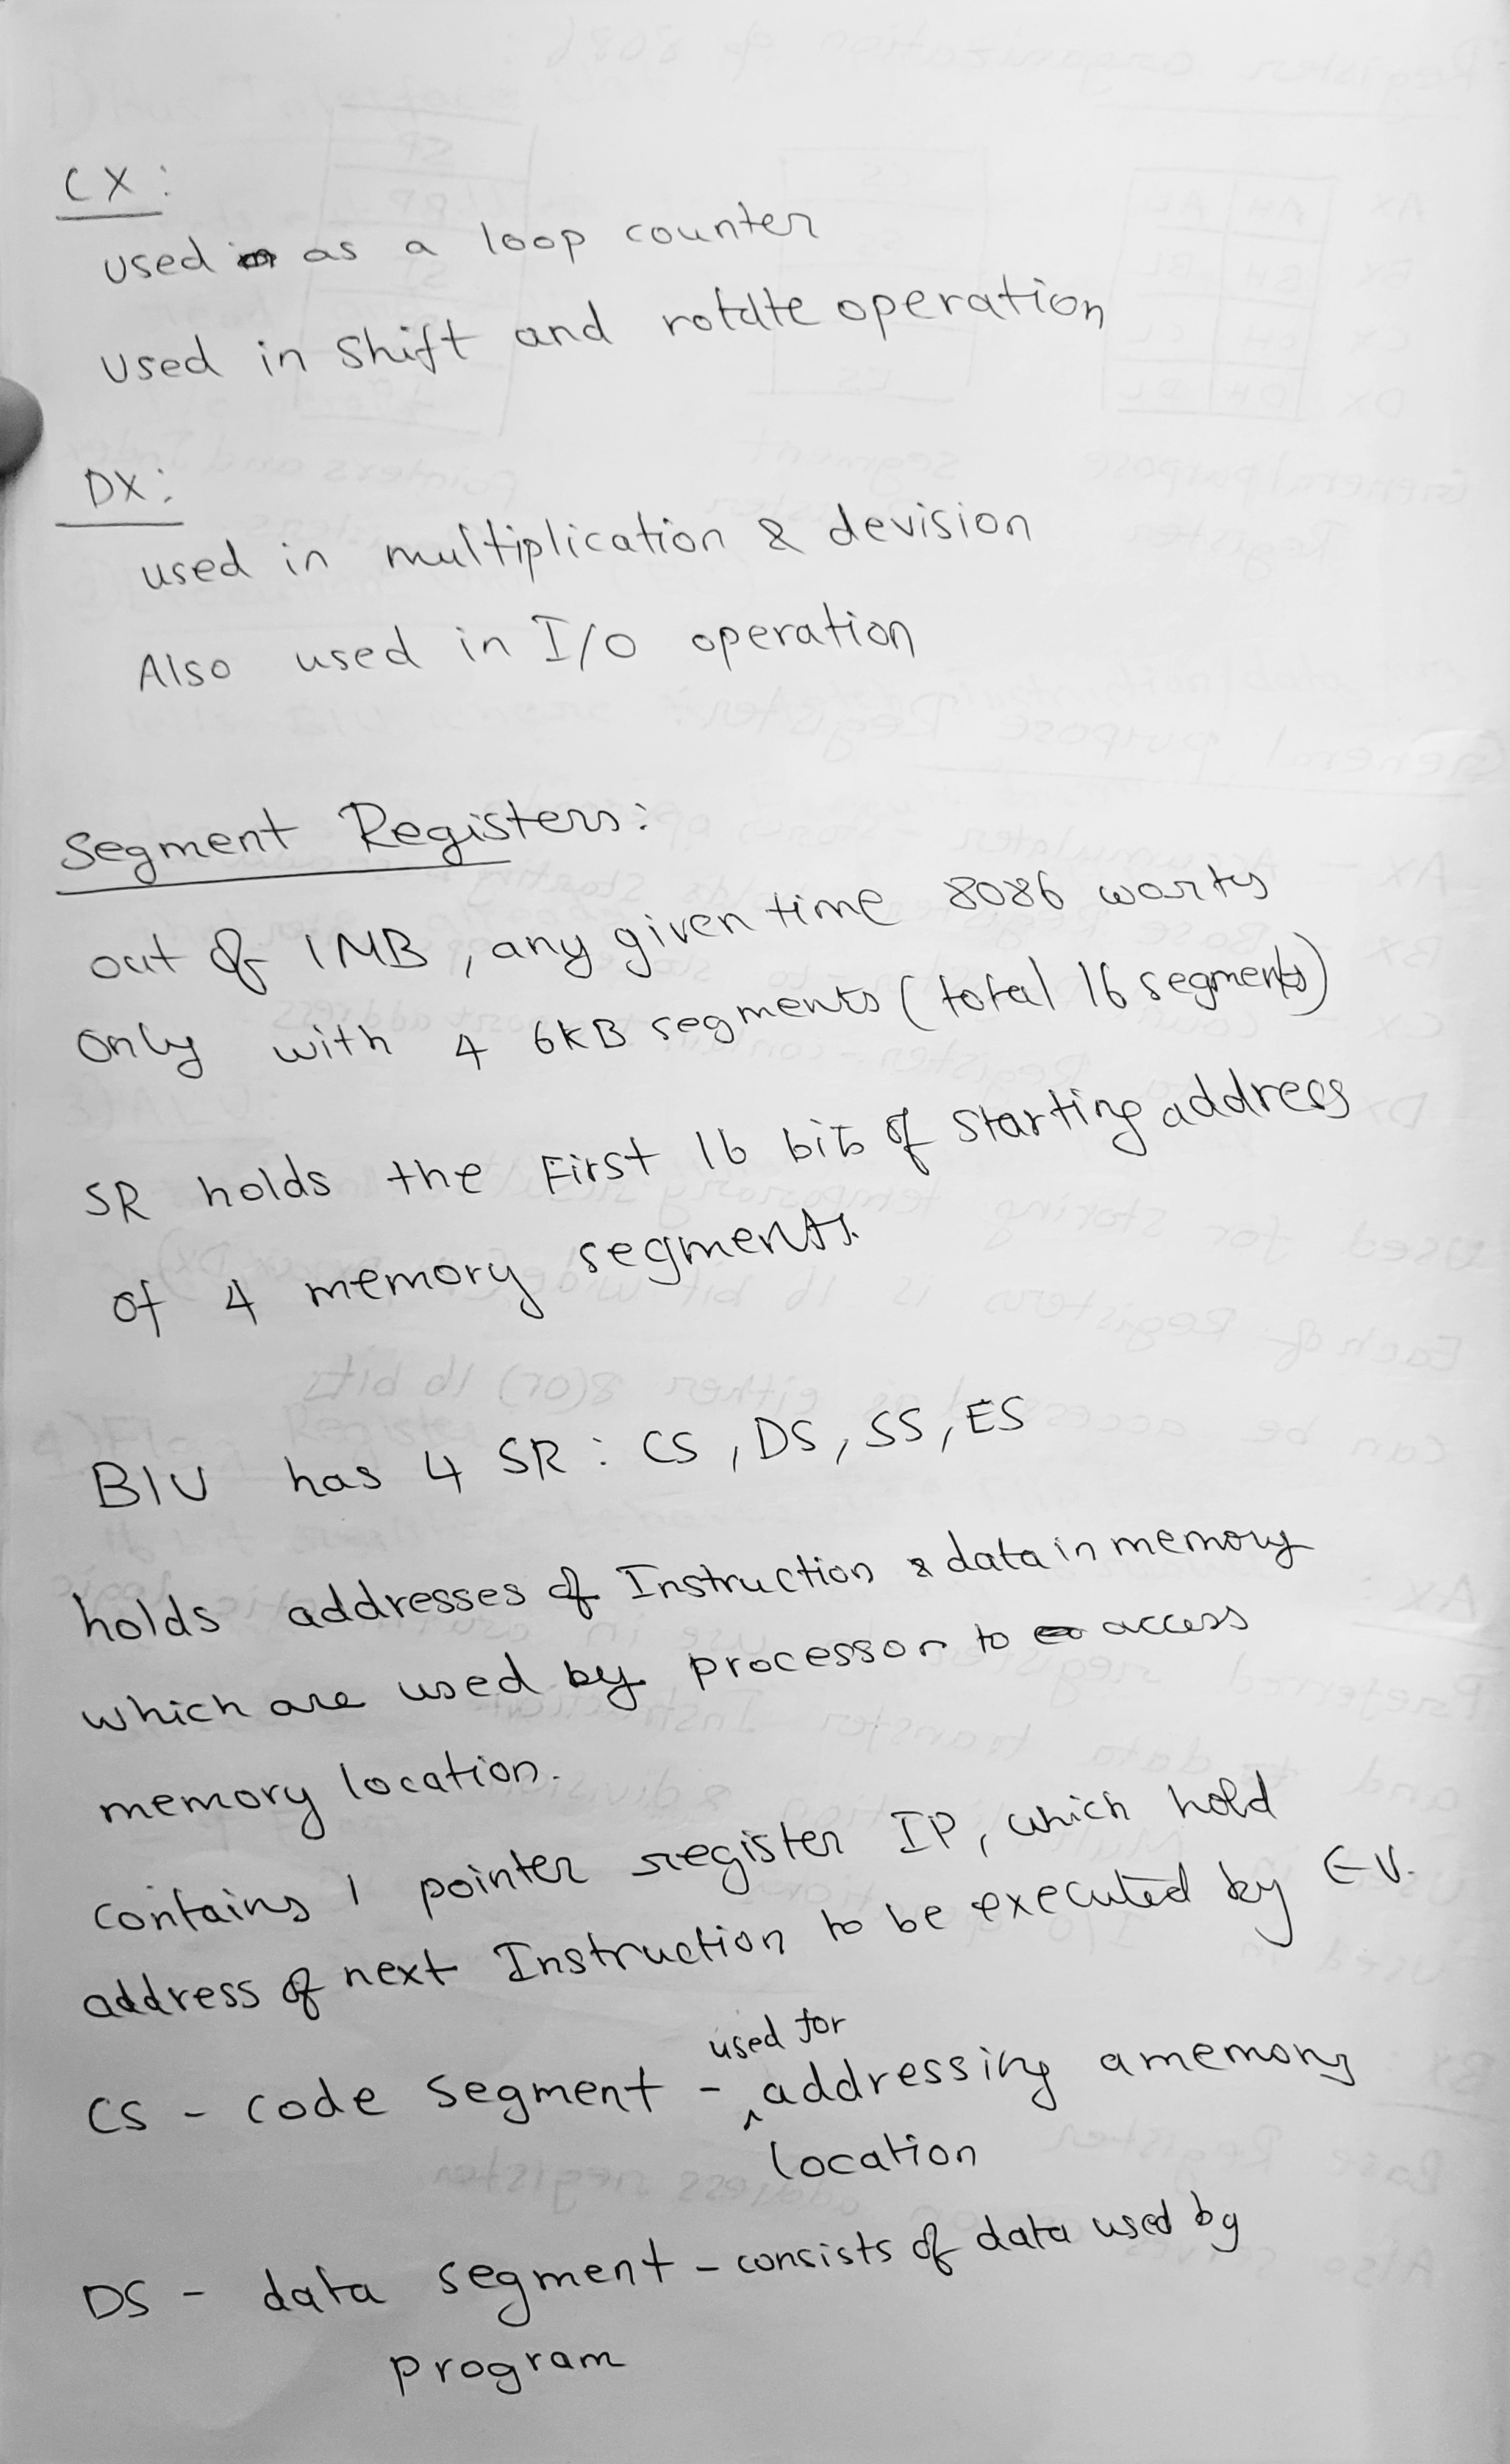 CX:
used as a loop counter
used in shift and rotate operation
DX:
used in multiplication & devision
Also used in I/O operation
Segment Registers:
out of 1MB, any given time 8086 works
only with 4 6KB segments (total 16 segments)
SR holds the First 16 bits of starting address
of 4 memory segments.
BIU has 4 SR : CS, DS, SS, ES
holds addresses of Instruction & data in memory
which are used by processor to access
memory location.
contains 1 pointer register IP, which hold
address of next Instruction to be executed by EU.
used for
CS - code segment - ^ addressing a memory
location
DS - data segment - consists of data used by
program